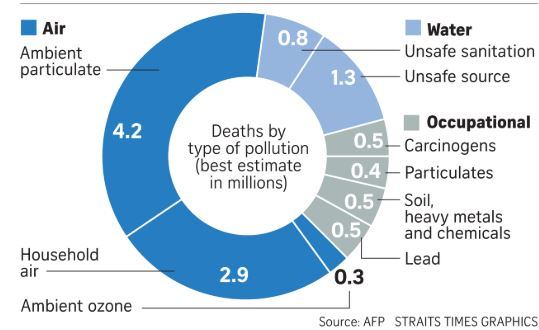 Air
Ambient
particulate
4.2
Household
air
2.9
Ambient ozone
0.3
Deaths by
type of pollution
(best estimate
in millions)
Water
0.8
Unsafe sanitation
1.3
Unsafe source
Occupational
0.5
Carcinogens
0.4
Particulates
0.5
Soil,
heavy metals
and chemicals
0.5
Lead
Source: AFP STRAITS TIMES GRAPHICS